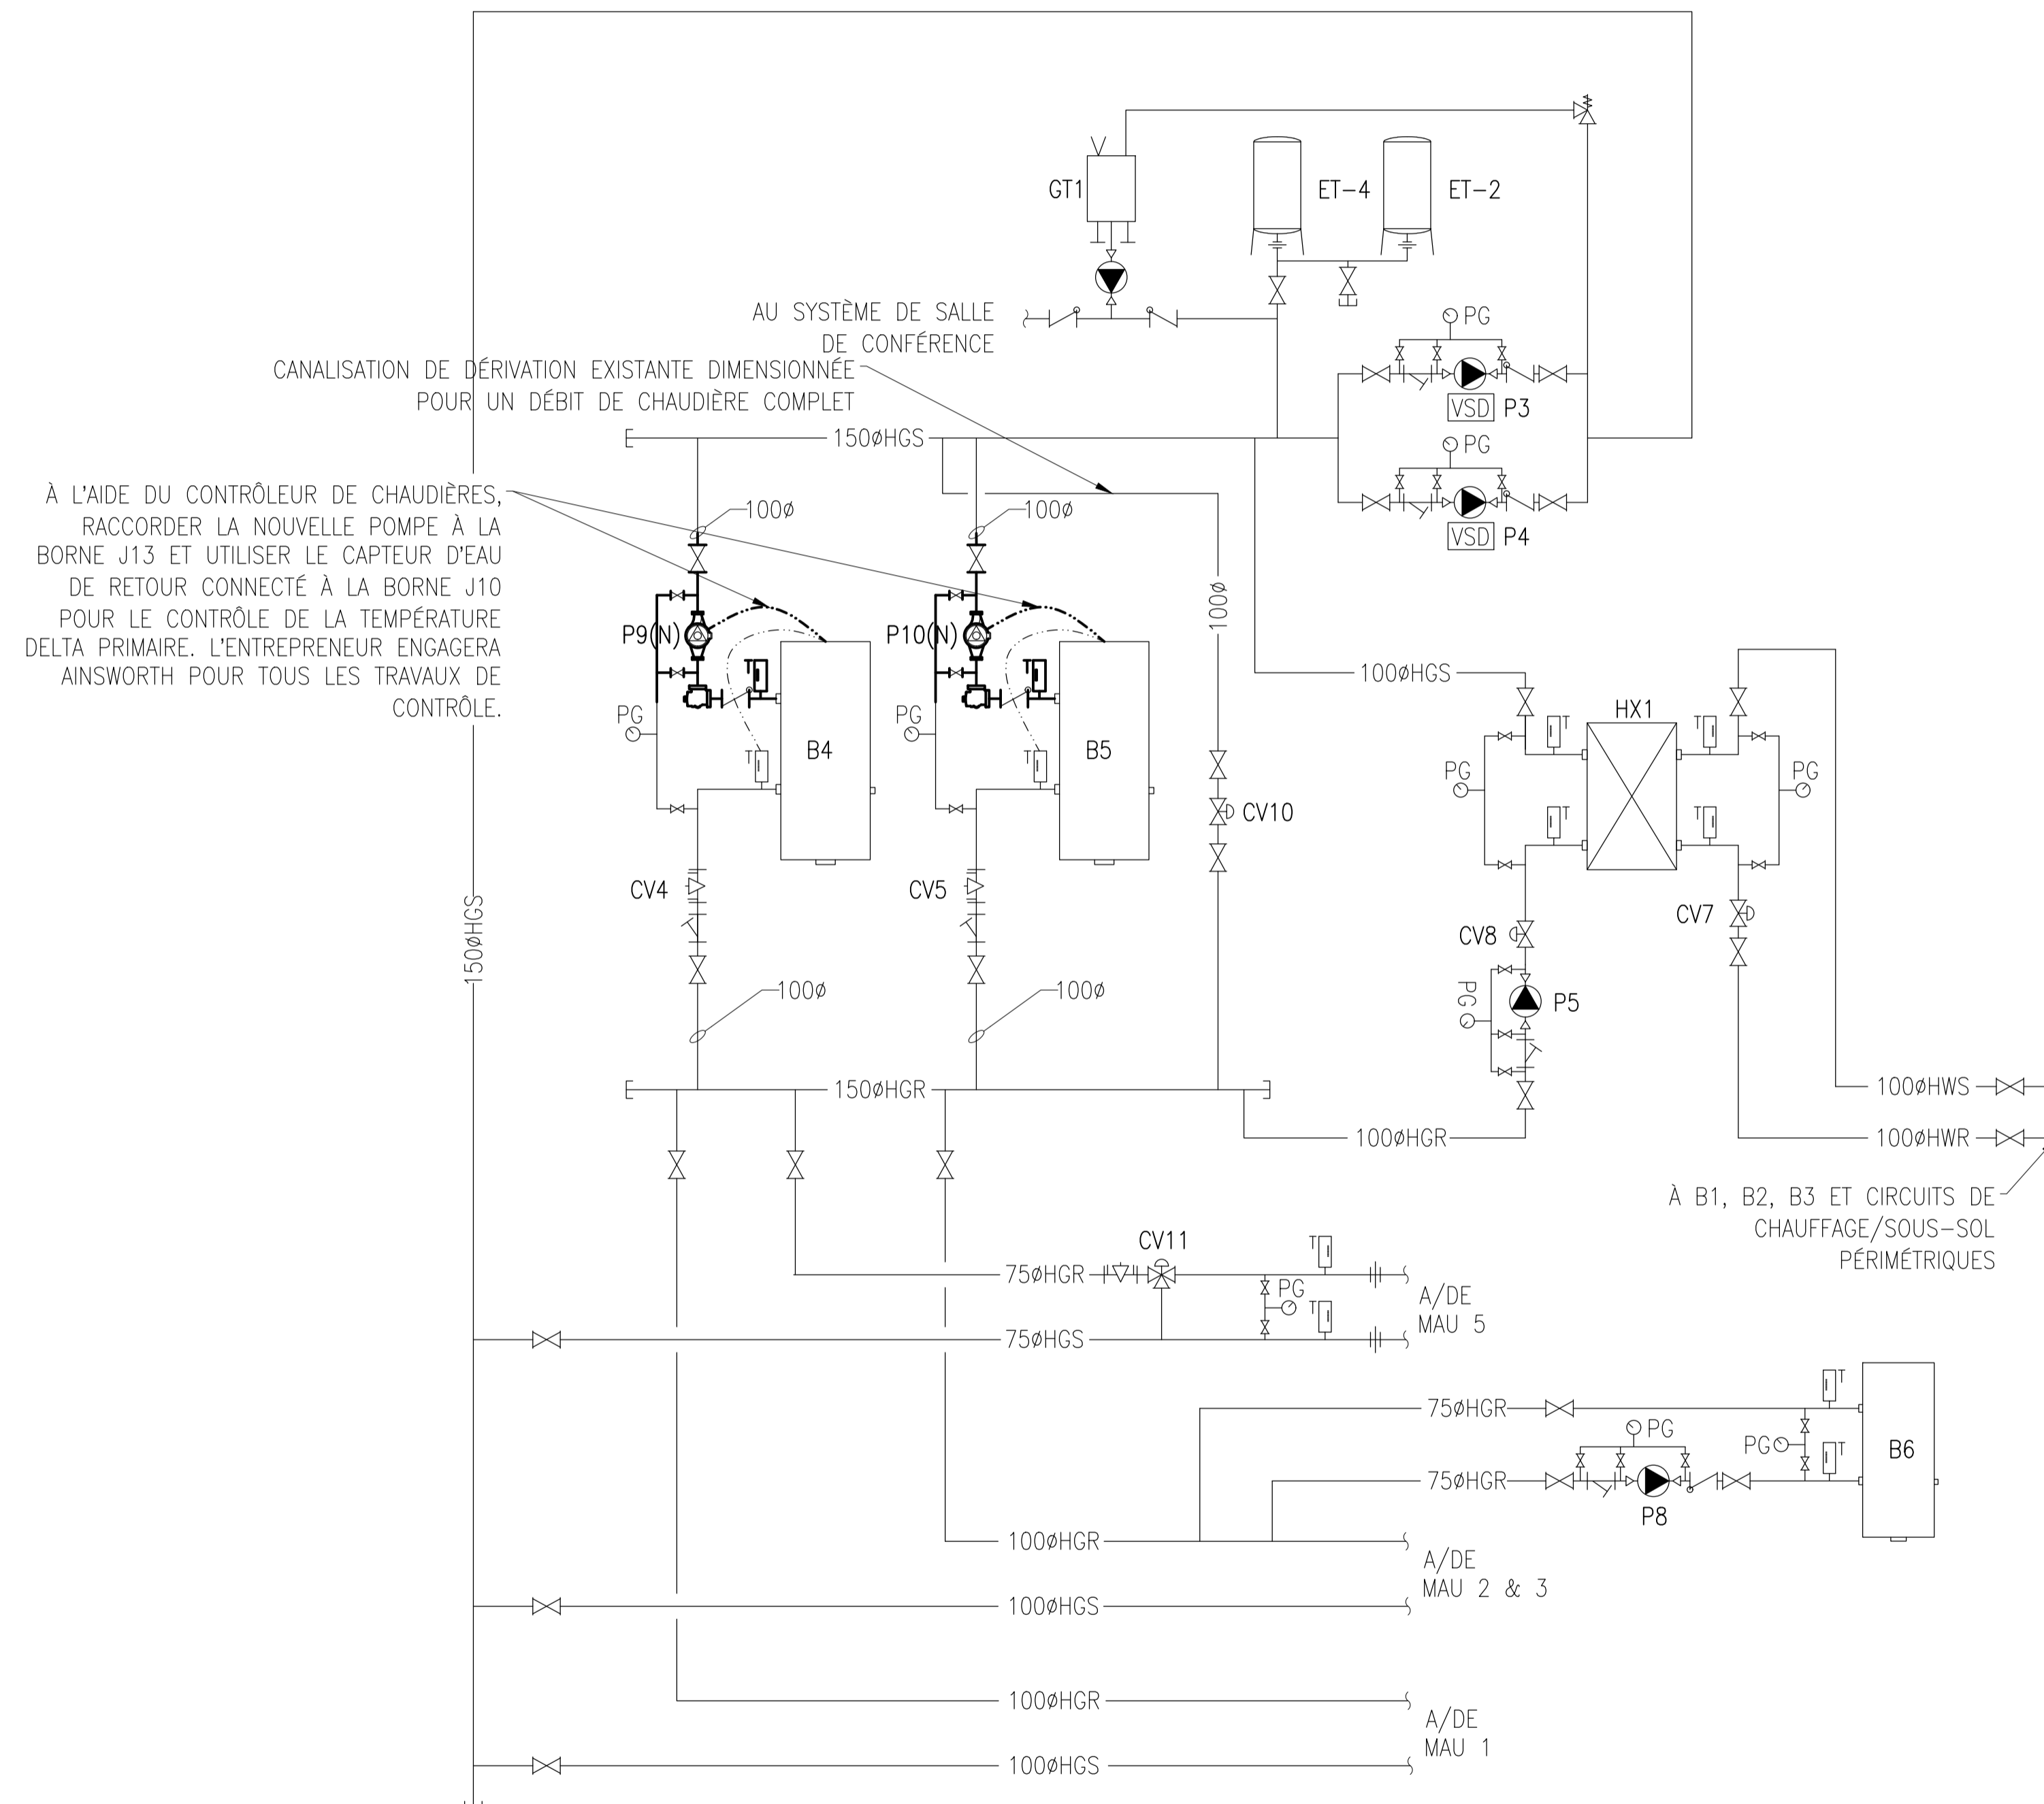 GT1
ET-4
ET-2
AU SYSTÈME DE SALLE
DE CONFÉRENCE
PG
VSD P3
CANALISATION DE DÉRIVATION EXISTANTE DIMENSIONNÉE
POUR UN DÉBIT DE CHAUDIÈRE COMPLET
150øHGS
PG
VSD P4
À L'AIDE DU CONTRÔLEUR DE CHAUDIÈRES,
RACCORDER LA NOUVELLE POMPE À LA
BORNE J13 ET UTILISER LE CAPTEUR D'EAU
DE RETOUR CONNECTÉ À LA BORNE J10
POUR LE CONTRÔLE DE LA TEMPÉRATURE
DELTA PRIMAIRE. L'ENTREPRENEUR ENGAGERA
AINSWORTH POUR TOUS LES TRAVAUX DE
CONTRÔLE.
100ø
100ø
100ø
P9(N)
P10(N)
T
T
PG
PG
T
T
B4
B5
CV10
100øHGS
HX1
T
T
PG
PG
T
T
CV4
CV5
CV8
CV7
150øHGS
100ø
100ø
PG
P5
150øHGR
100øHGR
100øHWS
100øHWR
À B1, B2, B3 ET CIRCUITS DE
CHAUFFAGE/SOUS-SOL
PÉRIMÉTRIQUES
CV11
T
75øHGR
PG
T
75øHGS
A/DE
MAU 5
75øHGR
T
PG
PG
T
B6
75øHGR
P8
100øHGR
A/DE
MAU 2 & 3
100øHGS
100øHGR
A/DE
MAU 1
100øHGS